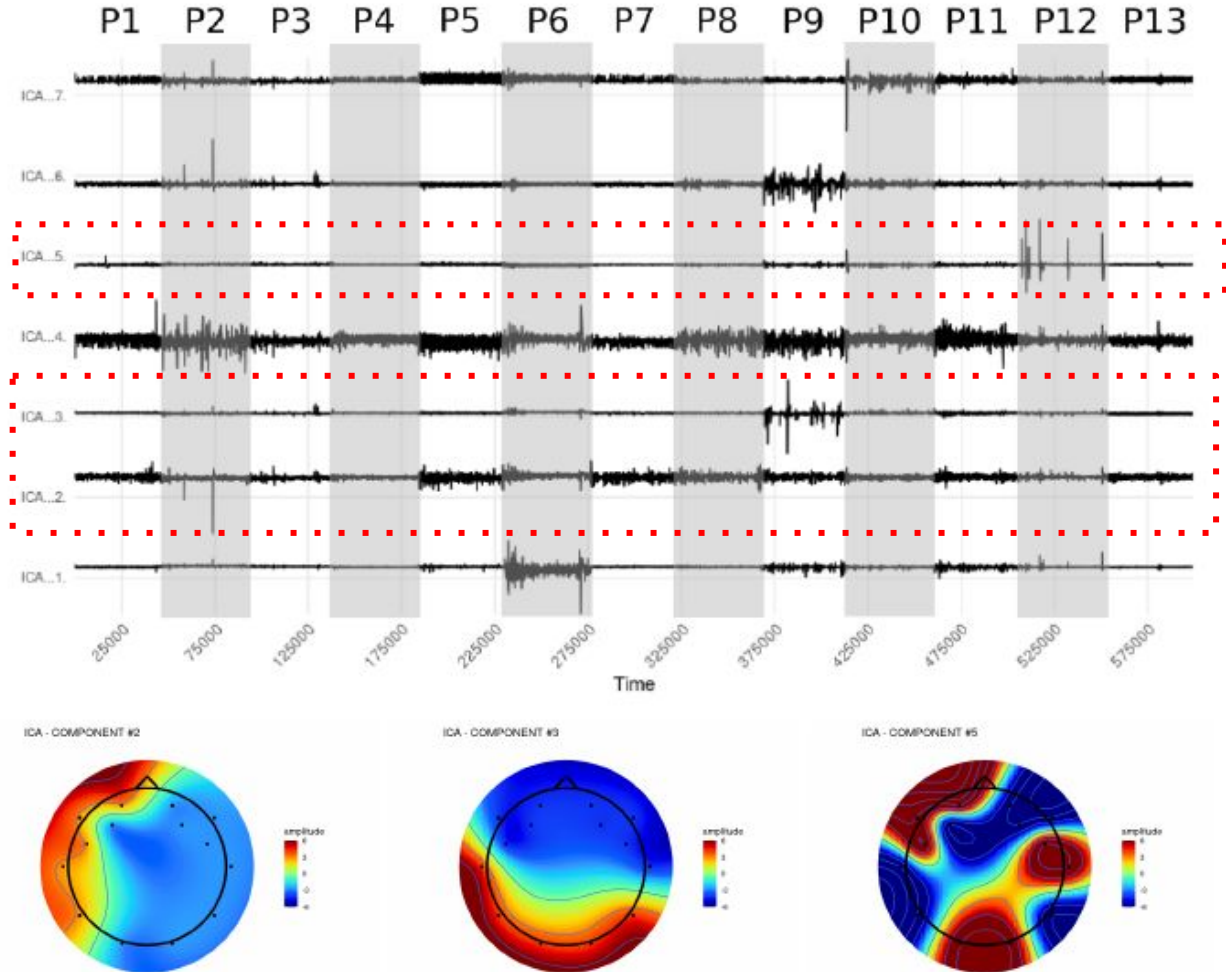 P1 P2 P3 P4 P5 P6 P7 P8 P9 P10 P11 P12 P13
ICA...7.
ICA...6.
ICA...5.
ICA...4.
ICA...3.
ICA...2.
ICA...1.
25000 75000 125000 175000 225000 275000 325000 375000 425000 475000 525000 575000
Time
ICA - COMPONENT #2 ICA - COMPONENT #3 ICA - COMPONENT #5
amplitude amplitude amplitude